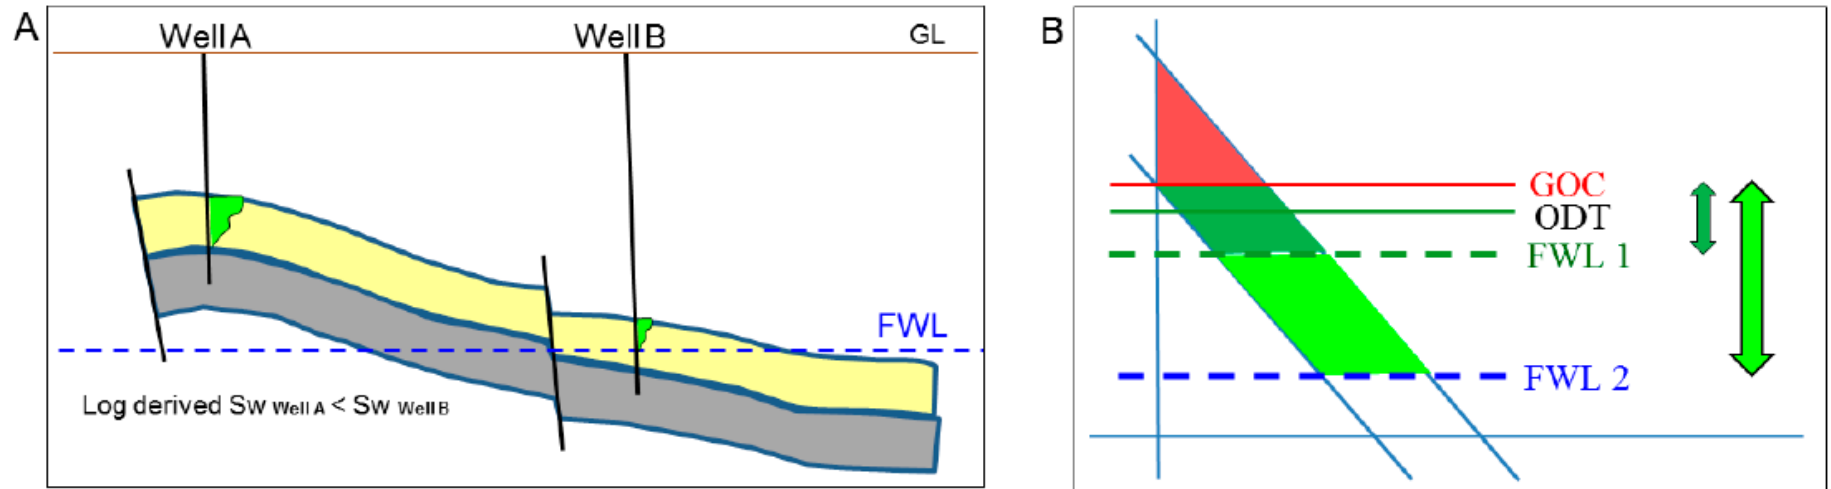 A
Well A
Well B
GL
FWL
Log derived Sw Well A < Sw Well B
B
GOC
ODT
FWL 1
FWL 2